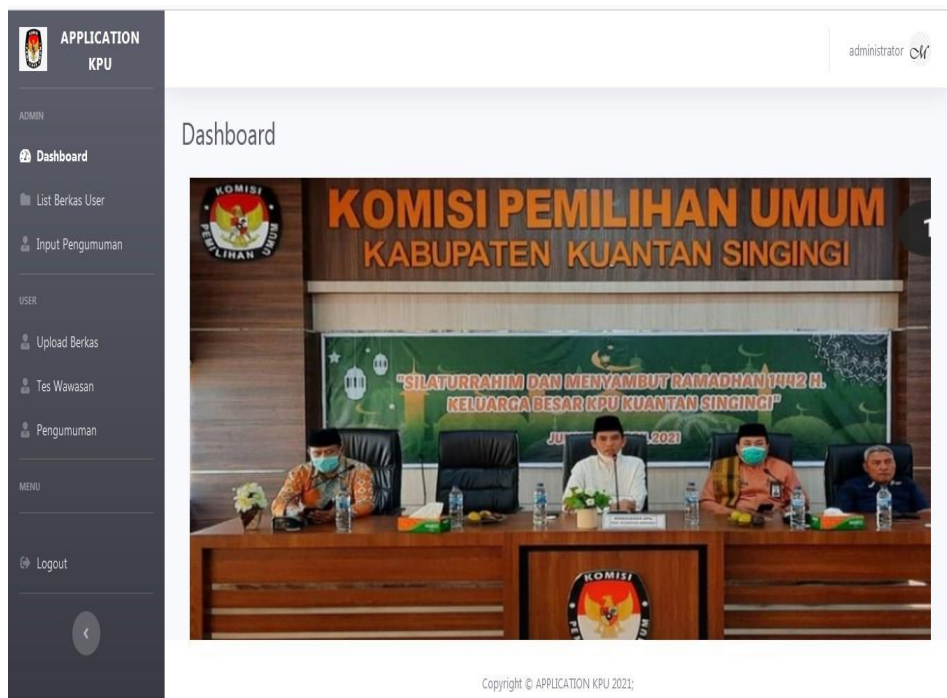 APPLICATION
KPU
administrator
ADMIN
Dashboard
List Berkas User
Input Pengumuman
USER
Upload Berkas
Tes Wawasan
Pengumuman
MENU
Logout
Dashboard
KOMISI
PEMILIHAN UMUM
KOMISI PEMILIHAN UMUM
KABUPATEN KUANTAN SINGINGI
1
"SILATURRAHIM DAN MENYAMBUT RAMADHAN 1442 H.
KELUARGA BESAR KPU KUANTAN SINGINGI"
2021
KOMISI
Copyright © APPLICATION KPU 2021;